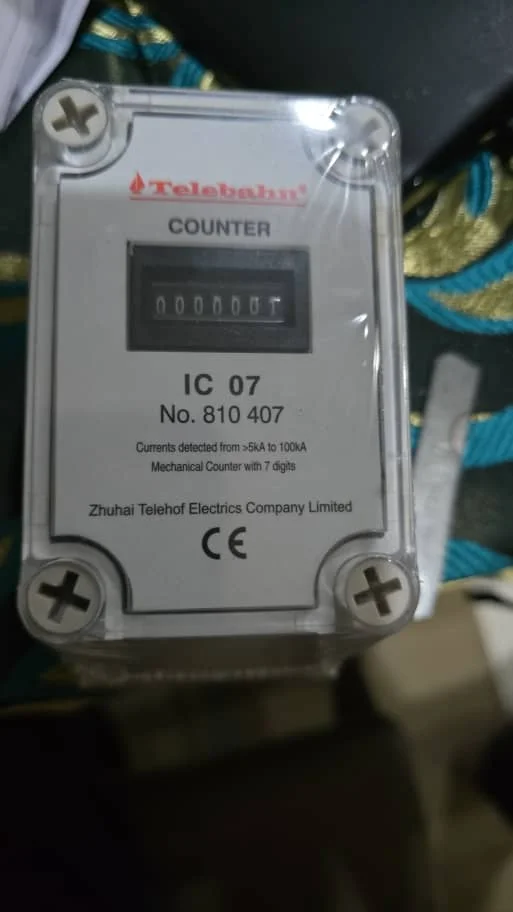 Telebahn®
COUNTER
0000001
IC 07
No. 810 407
Currents detected from >5kA to 100kA
Mechanical Counter with 7 digits
Zhuhai Telehof Electrics Company Limited
CE